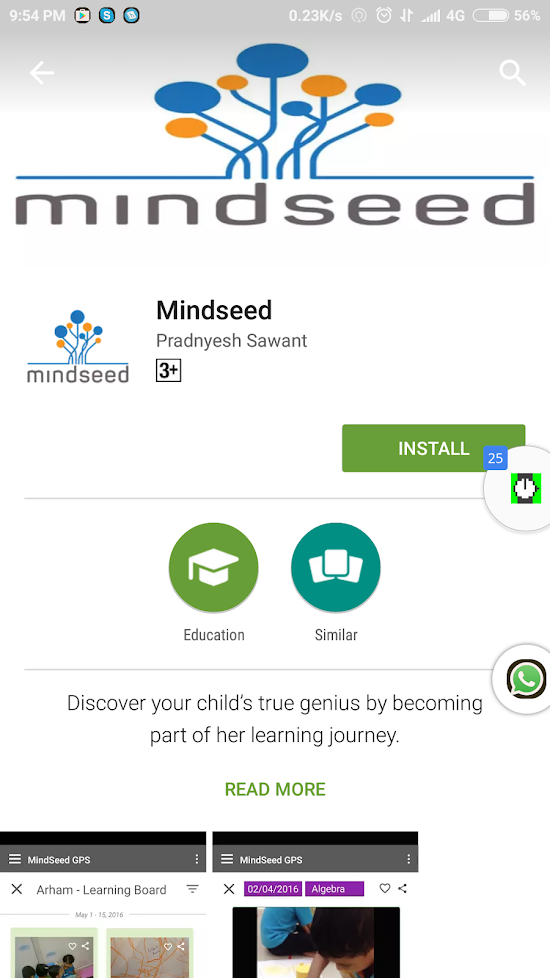 9:54 PM
0.23K/s
4G
56%
mindseed
Mindseed
mindseed
Pradnyesh Sawant
3+
INSTALL
25
Education
Similar
Discover your child’s true genius by becoming
part of her learning journey.
READ MORE
MindSeed GPS
Arham - Learning Board
May 1 - 15, 2016
MindSeed GPS
02/04/2016
Algebra